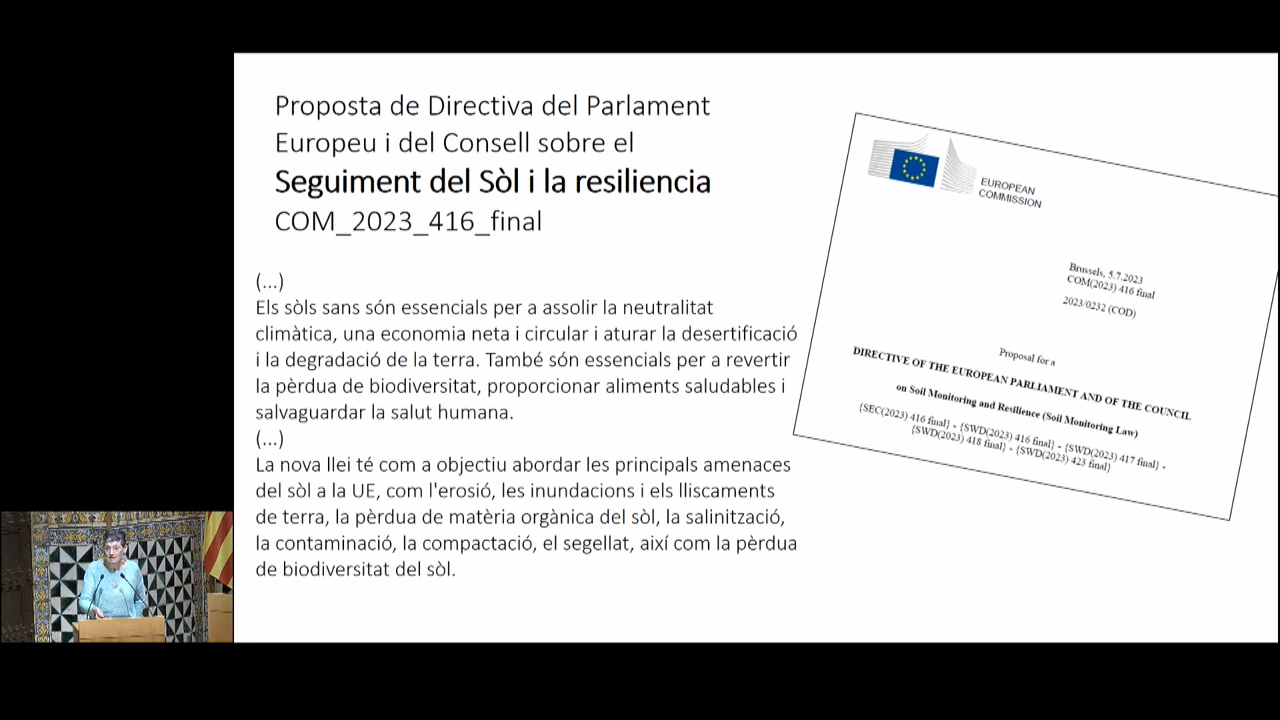 Proposta de Directiva del Parlament
Europeu i del Consell sobre el
Seguiment del Sòl i la resiliencia
COM_2023_416_final
(...)
Els sòls sans són essencials per a assolir la neutralitat
climàtica, una economia neta i circular i aturar la desertificació
i la degradació de la terra. També són essencials per a revertir
la pèrdua de biodiversitat, proporcionar aliments saludables i
salvaguardar la salut humana.
(...)
La nova llei té com a objectiu abordar les principals amenaces
del sòl a la UE, com l'erosió, les inundacions i els lliscaments
de terra, la pèrdua de matèria orgànica del sòl, la salinització,
la contaminació, la compactació, el segellat, així com la pèrdua
de biodiversitat del sòl.
EUROPEAN
COMMISSION
Brussels, 5.7.2023
COM(2023) 416 final
2023/0232 (COD)
Proposal for a
DIRECTIVE OF THE EUROPEAN PARLIAMENT AND OF THE COUNCIL
on Soil Monitoring and Resilience (Soil Monitoring Law)
{SEC(2023) 416 final} - {SWD(2023) 416 final} - {SWD(2023) 417 final} -
{SWD(2023) 418 final} - {SWD(2023) 423 final}